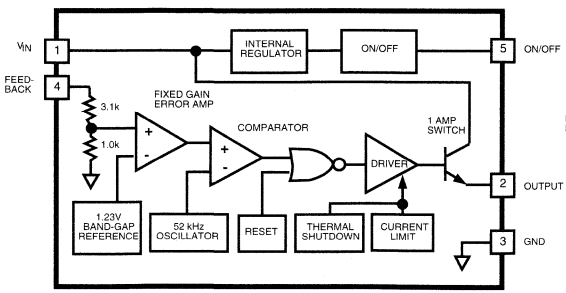 VIN
1
INTERNAL
REGULATOR
ON/OFF
5
ON/OFF
FEED-
BACK
4
FIXED GAIN
ERROR AMP
3.1k
1.0k
+
-
COMPARATOR
+
-
1 AMP
SWITCH
DRIVER
2
OUTPUT
1.23V
BAND-GAP
REFERENCE
52 kHz
OSCILLATOR
RESET
THERMAL
SHUTDOWN
CURRENT
LIMIT
3
GND